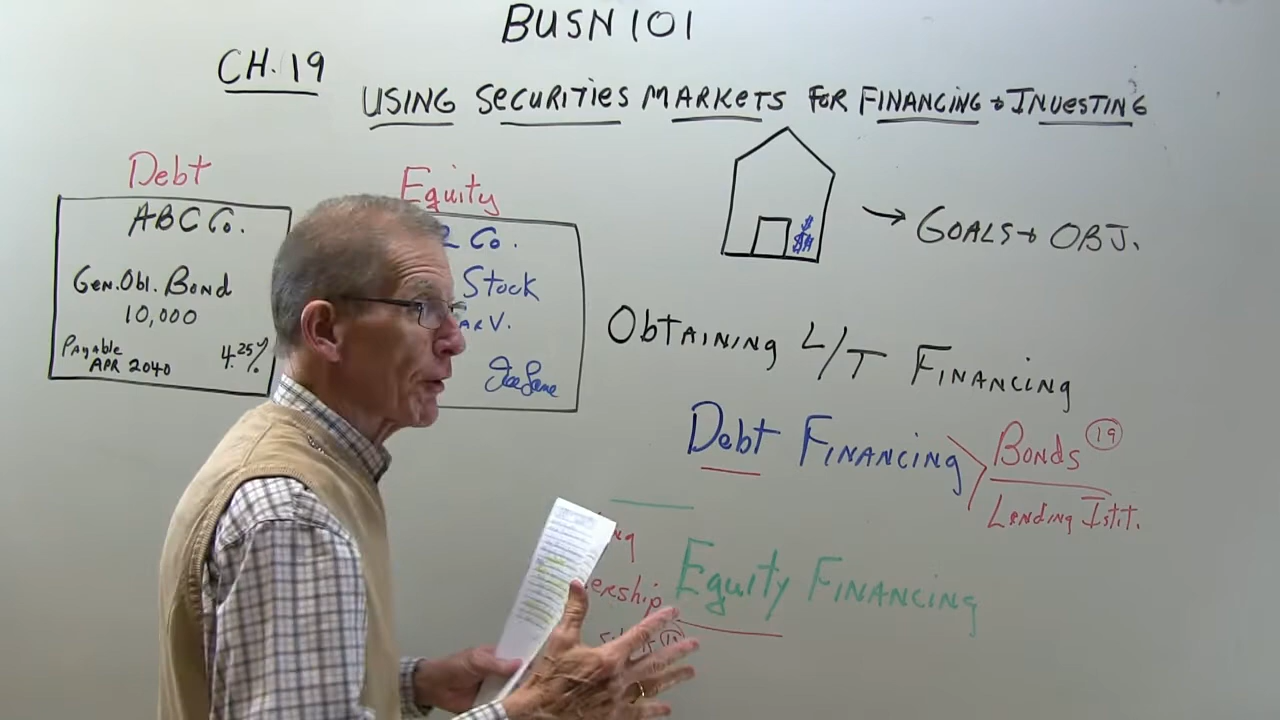 BUSN 101
CH. 19
USING SECURITIES MARKETS FOR FINANCING + INVESTING
Debt
ABC Co.
Gen. Obl. Bond
10,000
Payable
APR 2040
4.25%
Equity
Co.
Stock
V.
$
$$
GOALS + OBJ.
OBTAINING L/T FINANCING
Debt FINANCING
BONDS 19
Lending Istit.
Equity FINANCING
19